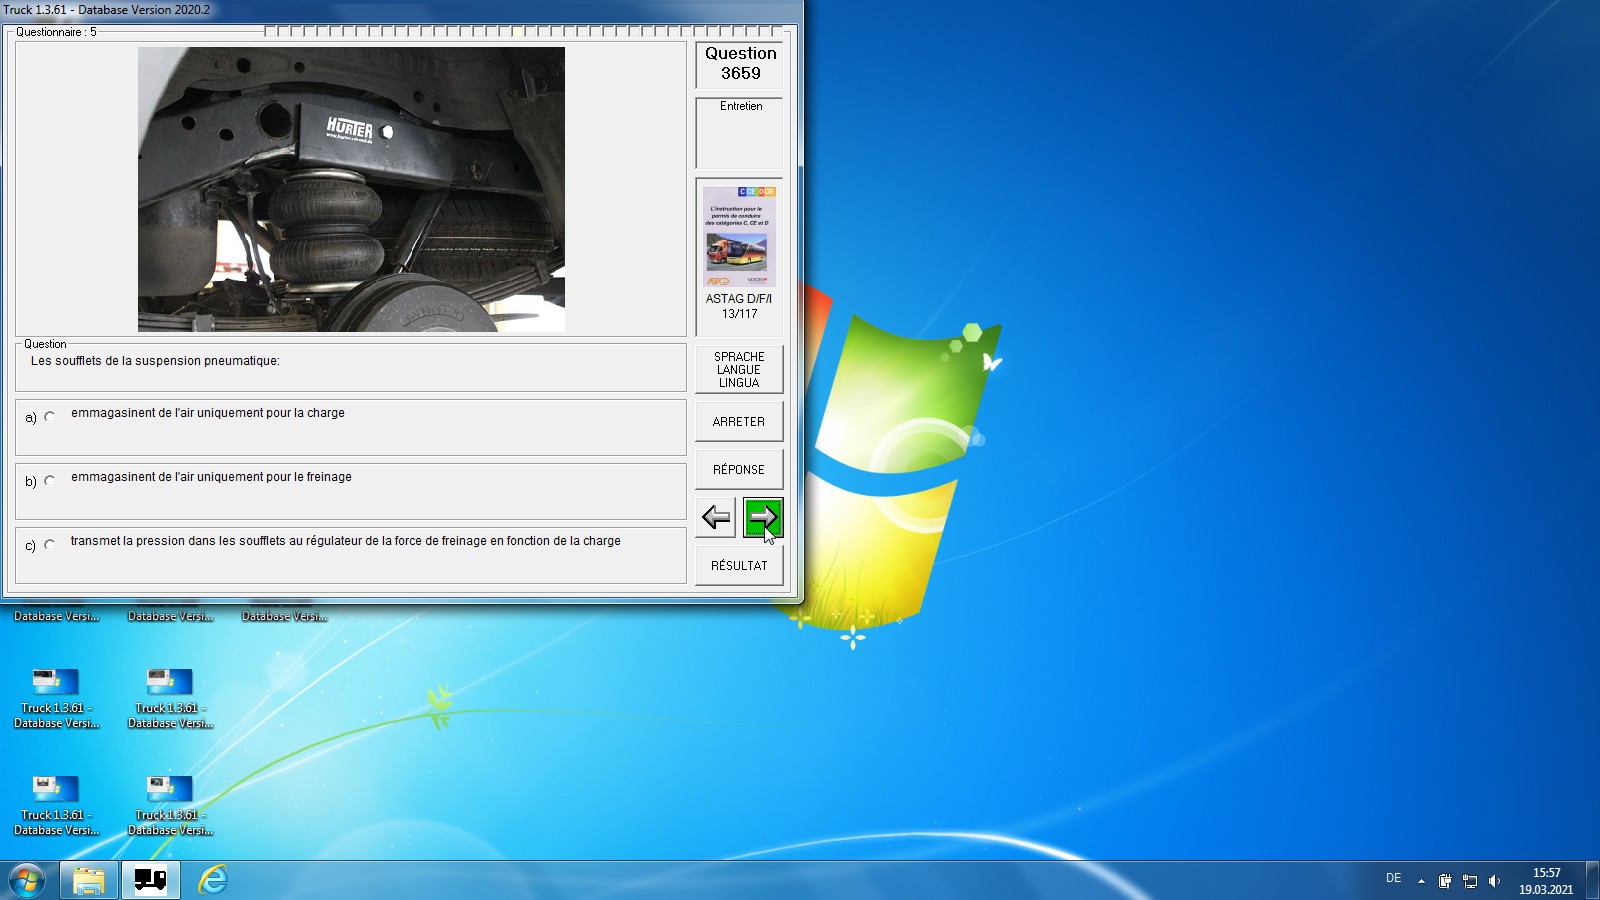 Truck 1.3.61 - Database Version 2020.2
Questionnaire : 5
HÜRTER
Question
3659
Entretien
C CE D DE
L'instruction pour le
permis de conduire
des catégories C, CE et D
ASTAG D/F/I
13/117
Question
Les soufflets de la suspension pneumatique:
a) emmagasinent de l'air uniquement pour la charge
b) emmagasinent de l'air uniquement pour le freinage
c) transmet la pression dans les soufflets au régulateur de la force de freinage en fonction de la charge
SPRACHE
LANGUE
LINGUA
ARRETER
RÉPONSE
RÉSULTAT
Database Versi...
Database Versi...
Database Versi...
Truck 1.3.61 -
Database Versi...
Truck 1.3.61 -
Database Versi...
Truck 1.3.61 -
Database Versi...
Truck 1.3.61 -
Database Versi...
DE
15:57
19.03.2021